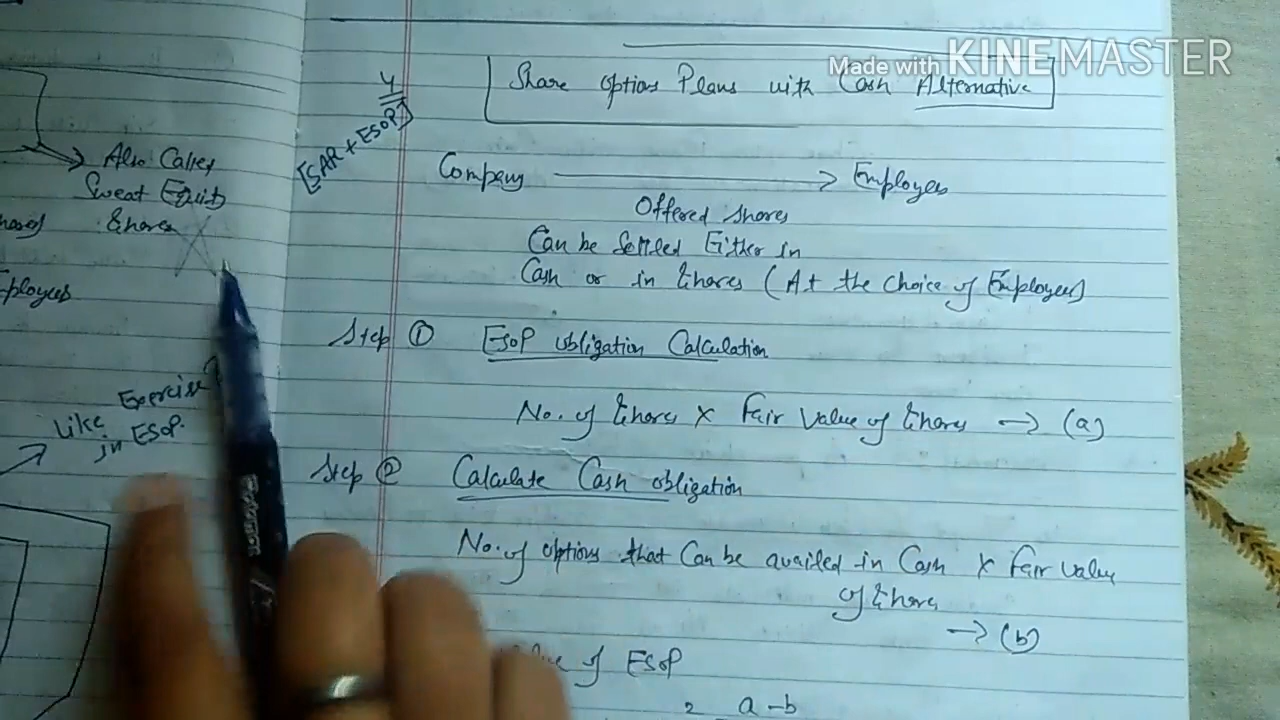 Made with KINEMASTER
Share Options Plans with Cash Alternative
4
[SAR + ESOP]
Company → Employees
Offered shares
Can be Settled Either in
Cash or in Shares (At the Choice of Employees)
Step ① ESOP obligation Calculation
No. of Shares × Fair Value of Shares → (a)
Step ② Calculate Cash obligation
No. of options that Can be availed in Cash × Fair Value
of Shares
→ (b)
of ESOP
a - b
Also Called
Sweat Equity
Shares
Employees
Exercise
Like
in ESOP.